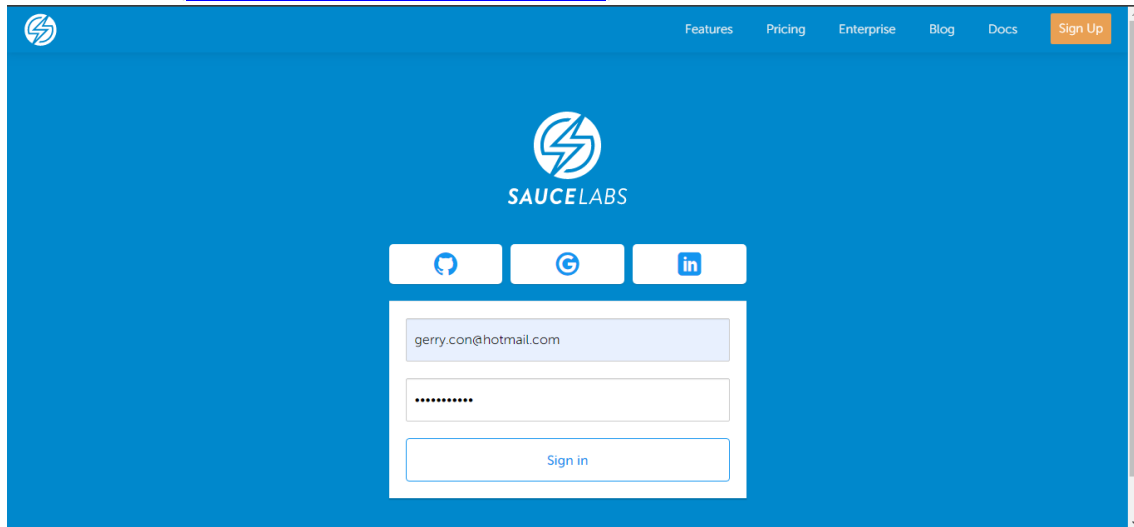 Features Pricing Enterprise Blog Docs Sign Up
SAUCELABS
gerry.con@hotmail.com
•••••••••••
Sign in